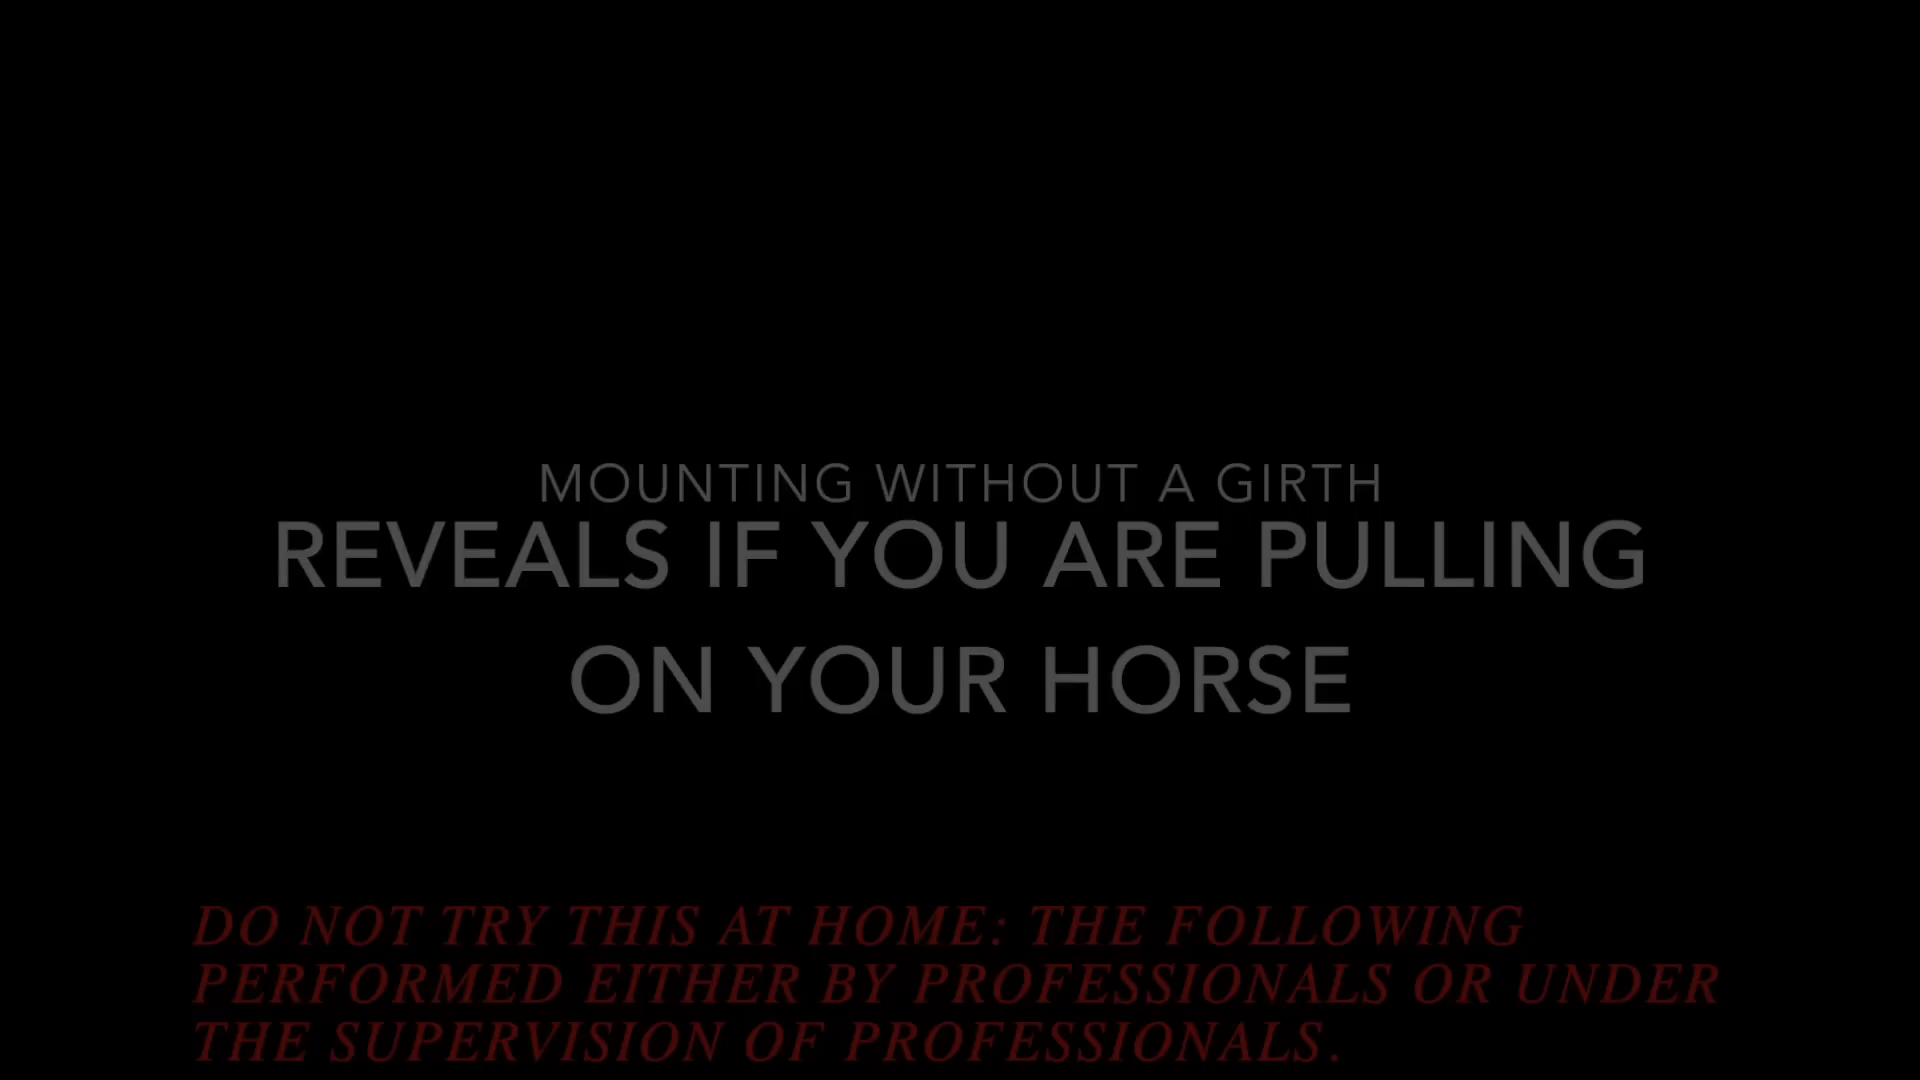 MOUNTING WITHOUT A GIRTH
REVEALS IF YOU ARE PULLING
ON YOUR HORSE
DO NOT TRY THIS AT HOME: THE FOLLOWING
PERFORMED EITHER BY PROFESSIONALS OR UNDER
THE SUPERVISION OF PROFESSIONALS.